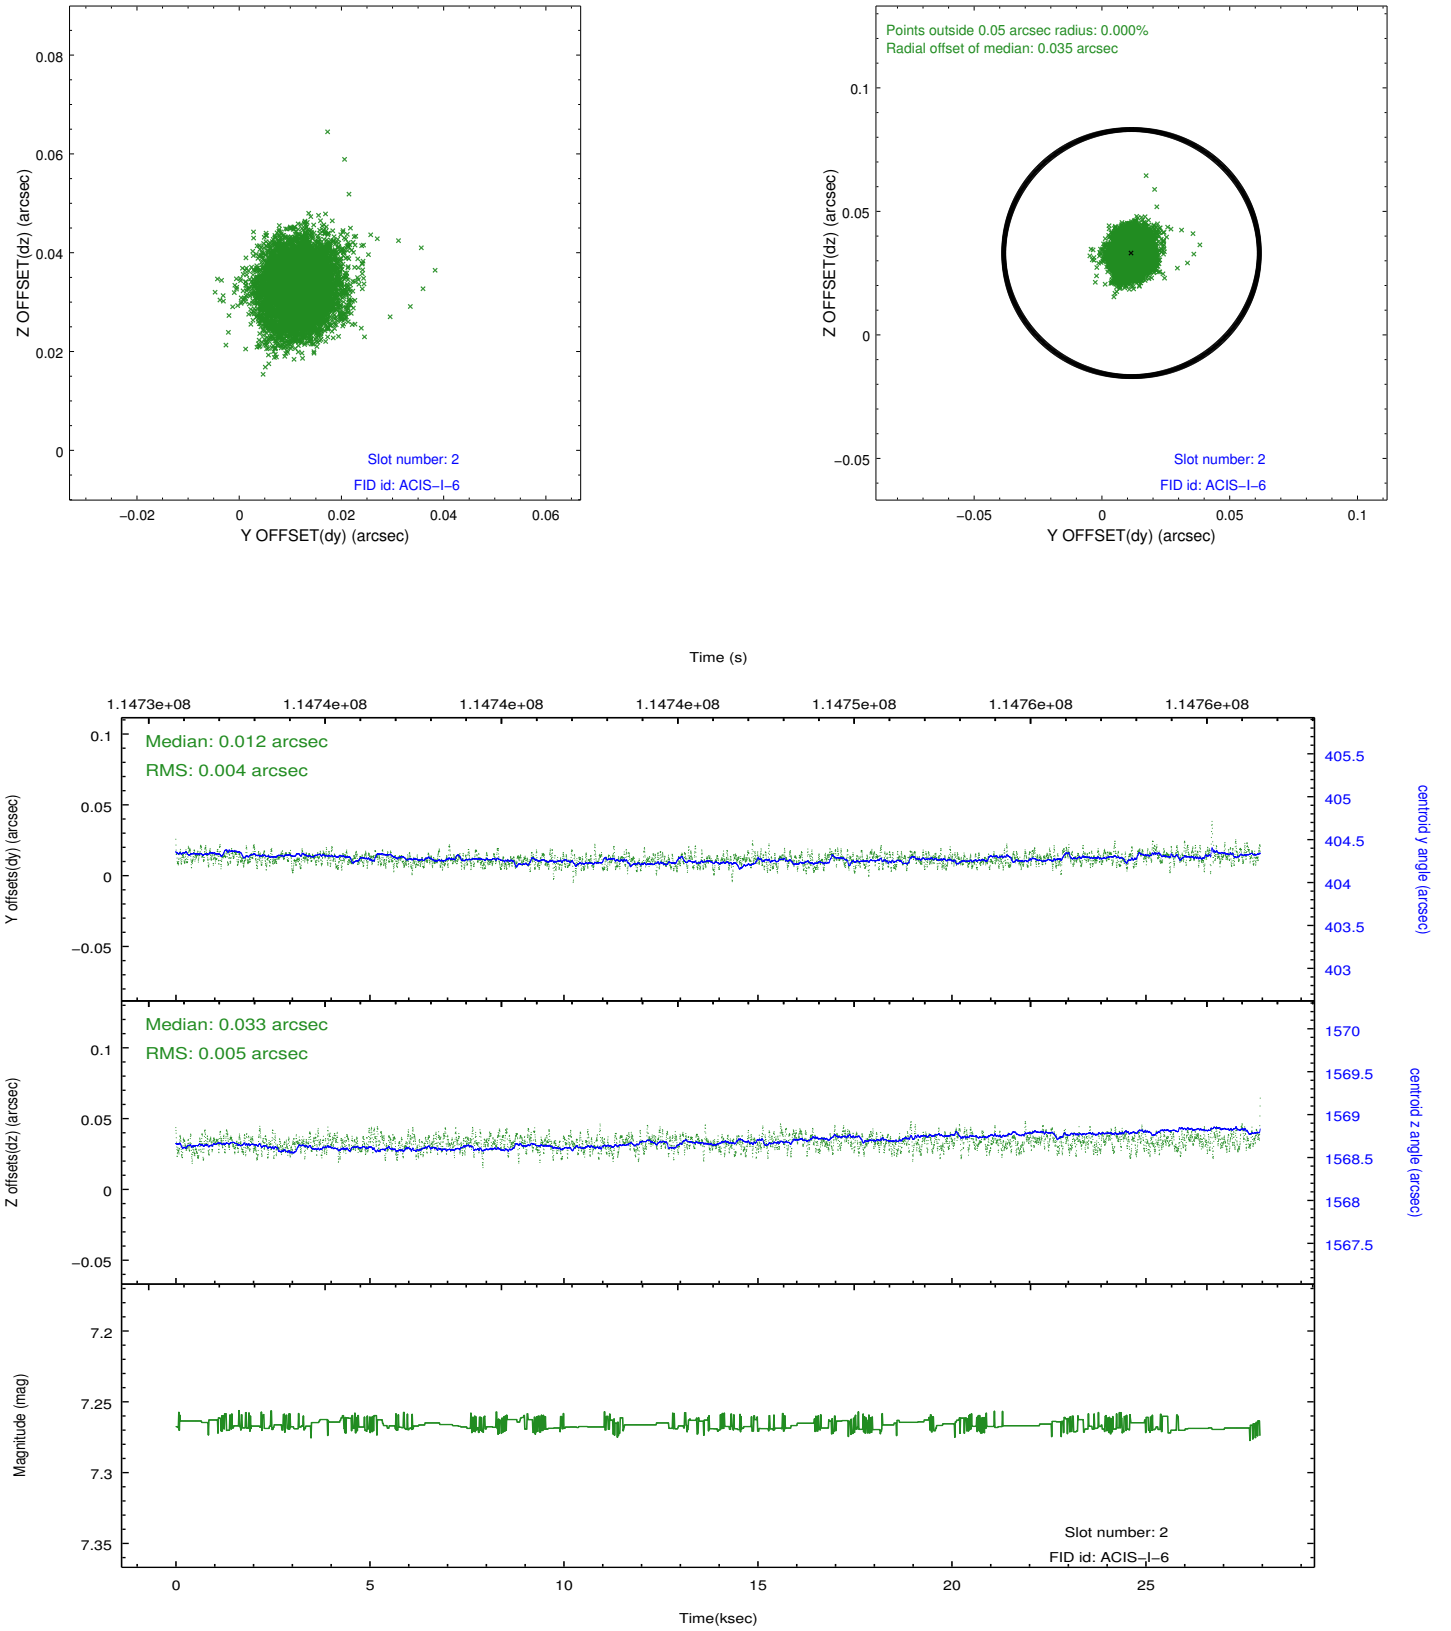 0.08
0.06
0.04
0.02
0
−0.02
0
0.02
0.04
0.06
Z OFFSET(dz) (arcsec)
Y OFFSET(dy) (arcsec)
Slot number: 2
FID id: ACIS−I−6
Points outside 0.05 arcsec radius: 0.000%
Radial offset of median: 0.035 arcsec
0.1
0.05
0
−0.05
−0.05
0
0.05
0.1
Z OFFSET(dz) (arcsec)
Y OFFSET(dy) (arcsec)
Slot number: 2
FID id: ACIS−I−6
Time (s)
1.1473e+08
1.1474e+08
1.1474e+08
1.1474e+08
1.1475e+08
1.1476e+08
1.1476e+08
Median: 0.012 arcsec
RMS: 0.004 arcsec
0.1
0.05
0
−0.05
Y offsets(dy) (arcsec)
405.5
405
404.5
404
403.5
403
centroid y angle (arcsec)
Median: 0.033 arcsec
RMS: 0.005 arcsec
0.1
0.05
0
−0.05
Z offsets(dz) (arcsec)
1570
1569.5
1569
1568.5
1568
1567.5
centroid z angle (arcsec)
7.2
7.25
7.3
7.35
Magnitude (mag)
Slot number: 2
FID id: ACIS−I−6
0
5
10
15
20
25
Time(ksec)